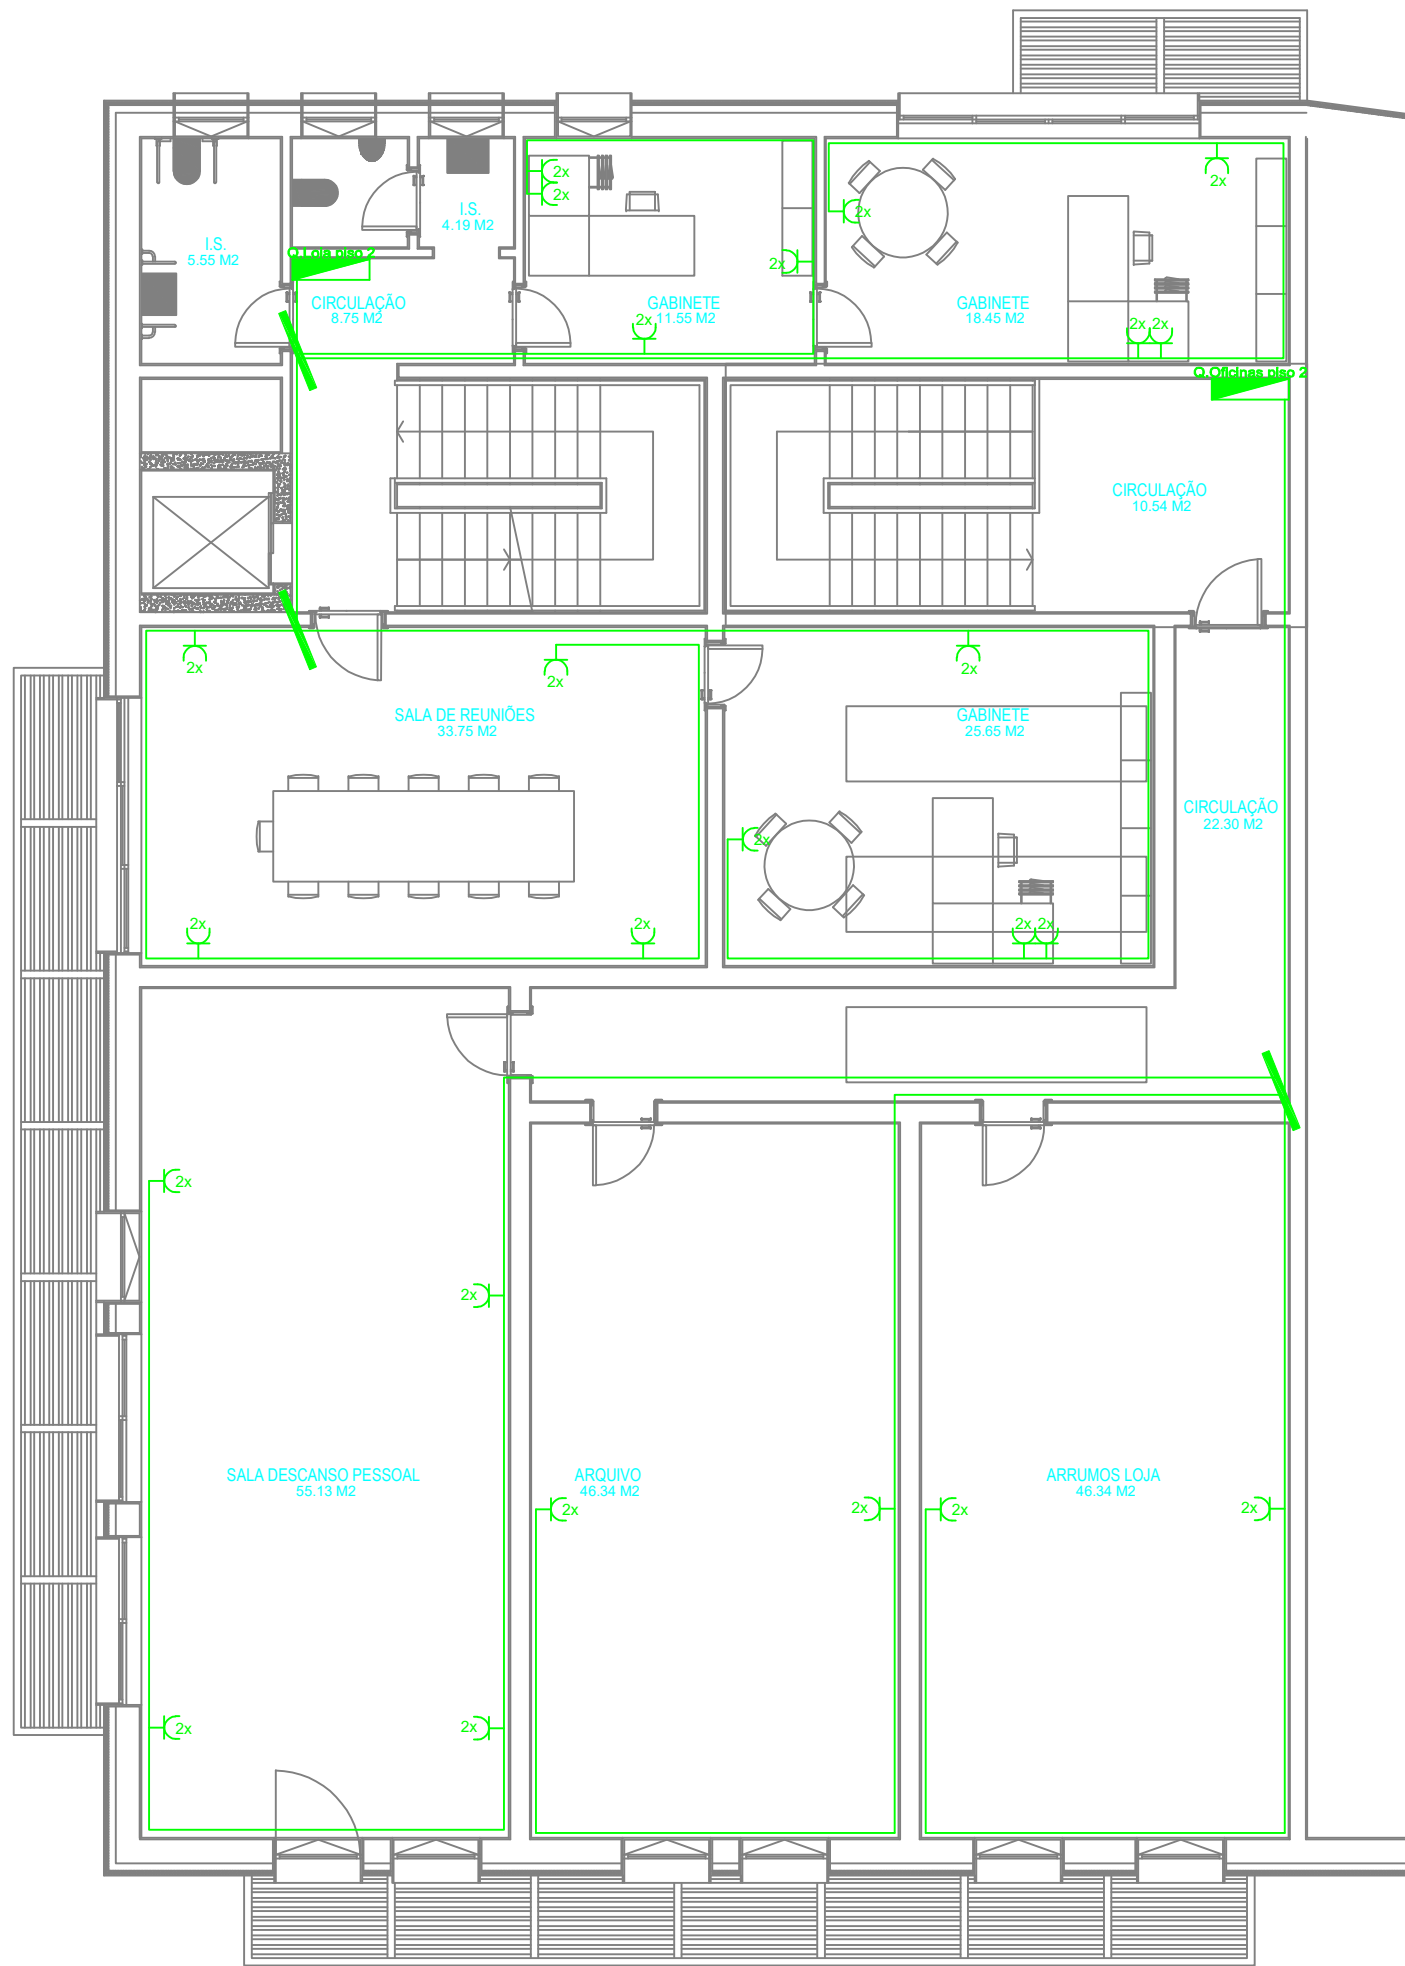 2x
2x
2x
2x
I.S.
4.19 M2
I.S.
5.55 M2
Q.Loja piso 2
2x
CIRCULAÇÃO
8.75 M2
GABINETE
11.55 M2
2x
GABINETE
18.45 M2
2x
2x
Q.Oficinas piso 2
CIRCULAÇÃO
10.54 M2
2x
2x
2x
SALA DE REUNIÕES
33.75 M2
GABINETE
25.65 M2
CIRCULAÇÃO
22.30 M2
2x
2x
2x
2x
2x
2x
2x
SALA DESCANSO PESSOAL
55.13 M2
ARQUIVO
46.34 M2
ARRUMOS LOJA
46.34 M2
2x
2x
2x
2x
2x
2x